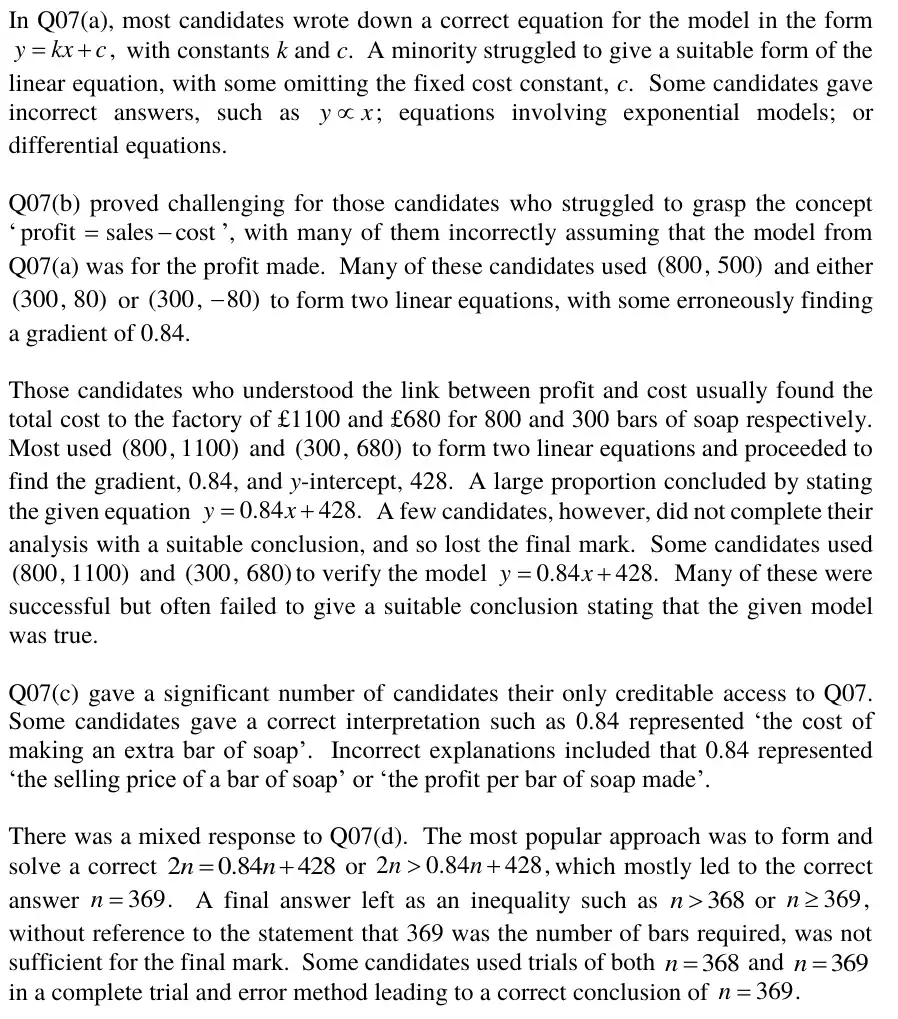 In Q07(a), most candidates wrote down a correct equation for the model in the form
y = kx + c, with constants k and c. A minority struggled to give a suitable form of the
linear equation, with some omitting the fixed cost constant, c. Some candidates gave
incorrect answers, such as y ∝ x; equations involving exponential models; or
differential equations.
Q07(b) proved challenging for those candidates who struggled to grasp the concept
‘ profit = sales − cost ’, with many of them incorrectly assuming that the model from
Q07(a) was for the profit made. Many of these candidates used (800, 500) and either
(300, 80) or (300, −80) to form two linear equations, with some erroneously finding
a gradient of 0.84.
Those candidates who understood the link between profit and cost usually found the
total cost to the factory of £1100 and £680 for 800 and 300 bars of soap respectively.
Most used (800, 1100) and (300, 680) to form two linear equations and proceeded to
find the gradient, 0.84, and y-intercept, 428. A large proportion concluded by stating
the given equation y = 0.84x + 428. A few candidates, however, did not complete their
analysis with a suitable conclusion, and so lost the final mark. Some candidates used
(800, 1100) and (300, 680) to verify the model y = 0.84x + 428. Many of these were
successful but often failed to give a suitable conclusion stating that the given model
was true.
Q07(c) gave a significant number of candidates their only creditable access to Q07.
Some candidates gave a correct interpretation such as 0.84 represented ‘the cost of
making an extra bar of soap’. Incorrect explanations included that 0.84 represented
‘the selling price of a bar of soap’ or ‘the profit per bar of soap made’.
There was a mixed response to Q07(d). The most popular approach was to form and
solve a correct 2n = 0.84n + 428 or 2n > 0.84n + 428, which mostly led to the correct
answer n = 369. A final answer left as an inequality such as n > 368 or n ≥ 369,
without reference to the statement that 369 was the number of bars required, was not
sufficient for the final mark. Some candidates used trials of both n = 368 and n = 369
in a complete trial and error method leading to a correct conclusion of n = 369.